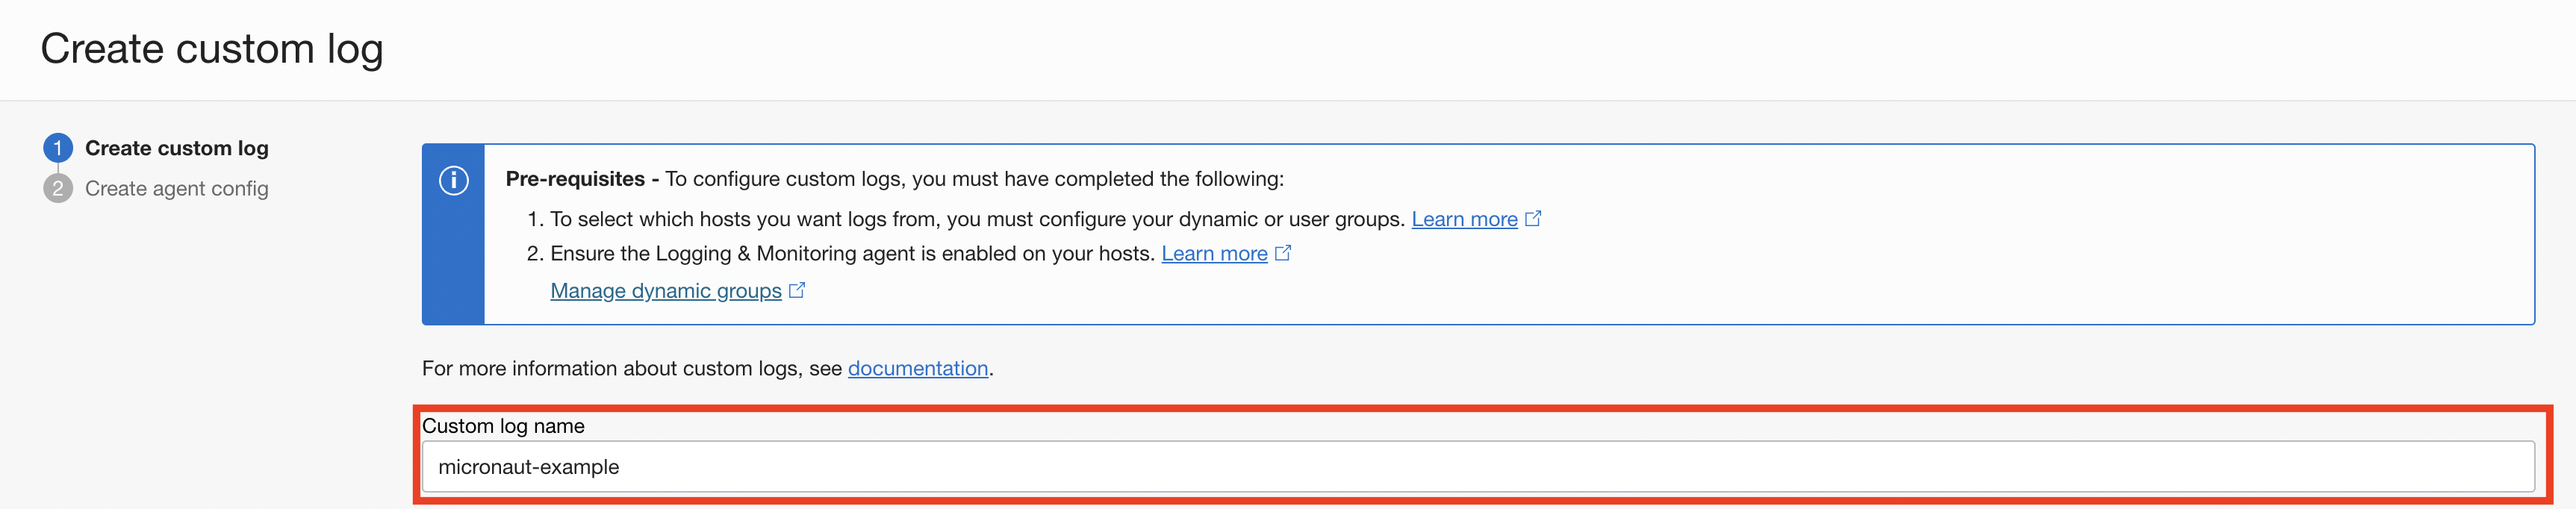 Create custom log
1 Create custom log
2 Create agent config
Pre-requisites - To configure custom logs, you must have completed the following:
1. To select which hosts you want logs from, you must configure your dynamic or user groups. Learn more
2. Ensure the Logging & Monitoring agent is enabled on your hosts. Learn more
Manage dynamic groups
For more information about custom logs, see documentation.
Custom log name
micronaut-example